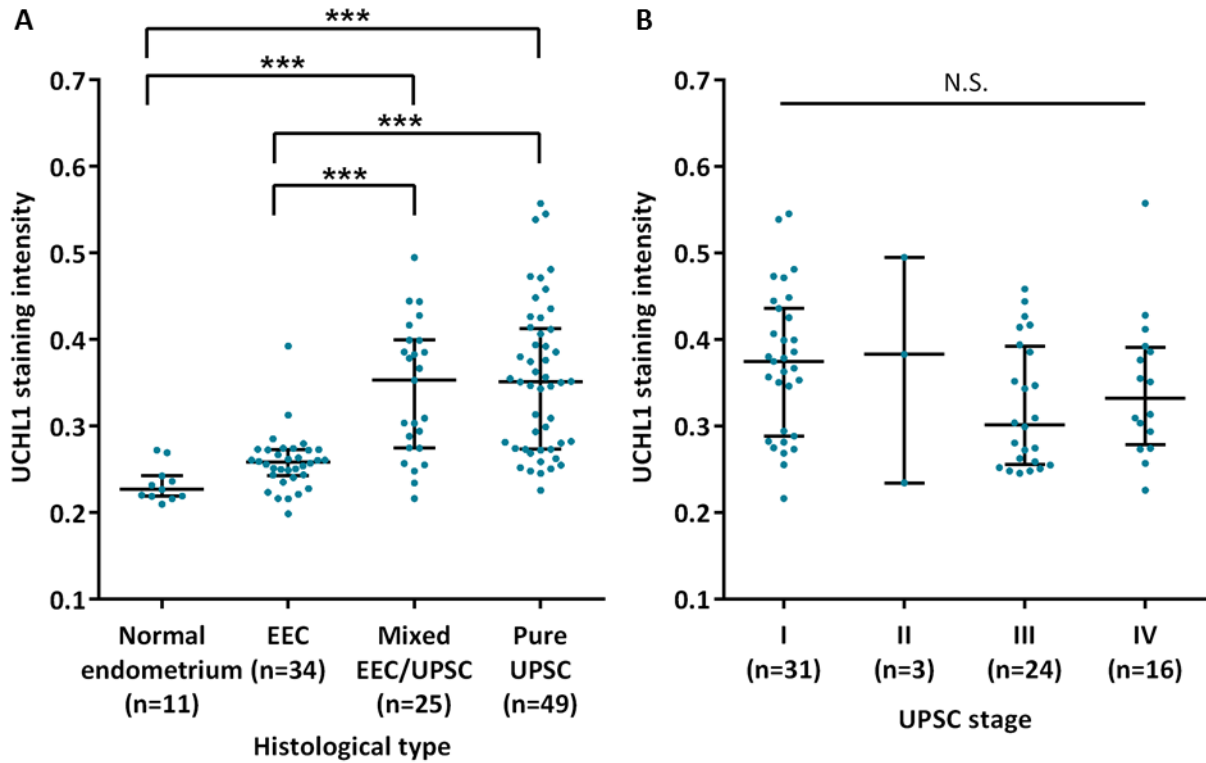 A
***
***
***
***
0.7
0.6
0.5
0.4
0.3
0.2
0.1
UCHL1 staining intensity
Normal
endometrium
(n=11)
EEC
(n=34)
Mixed
EEC/UPSC
(n=25)
Pure
UPSC
(n=49)
Histological type
B
N.S.
0.7
0.6
0.5
0.4
0.3
0.2
0.1
UCHL1 staining intensity
I
(n=31)
II
(n=3)
III
(n=24)
IV
(n=16)
UPSC stage